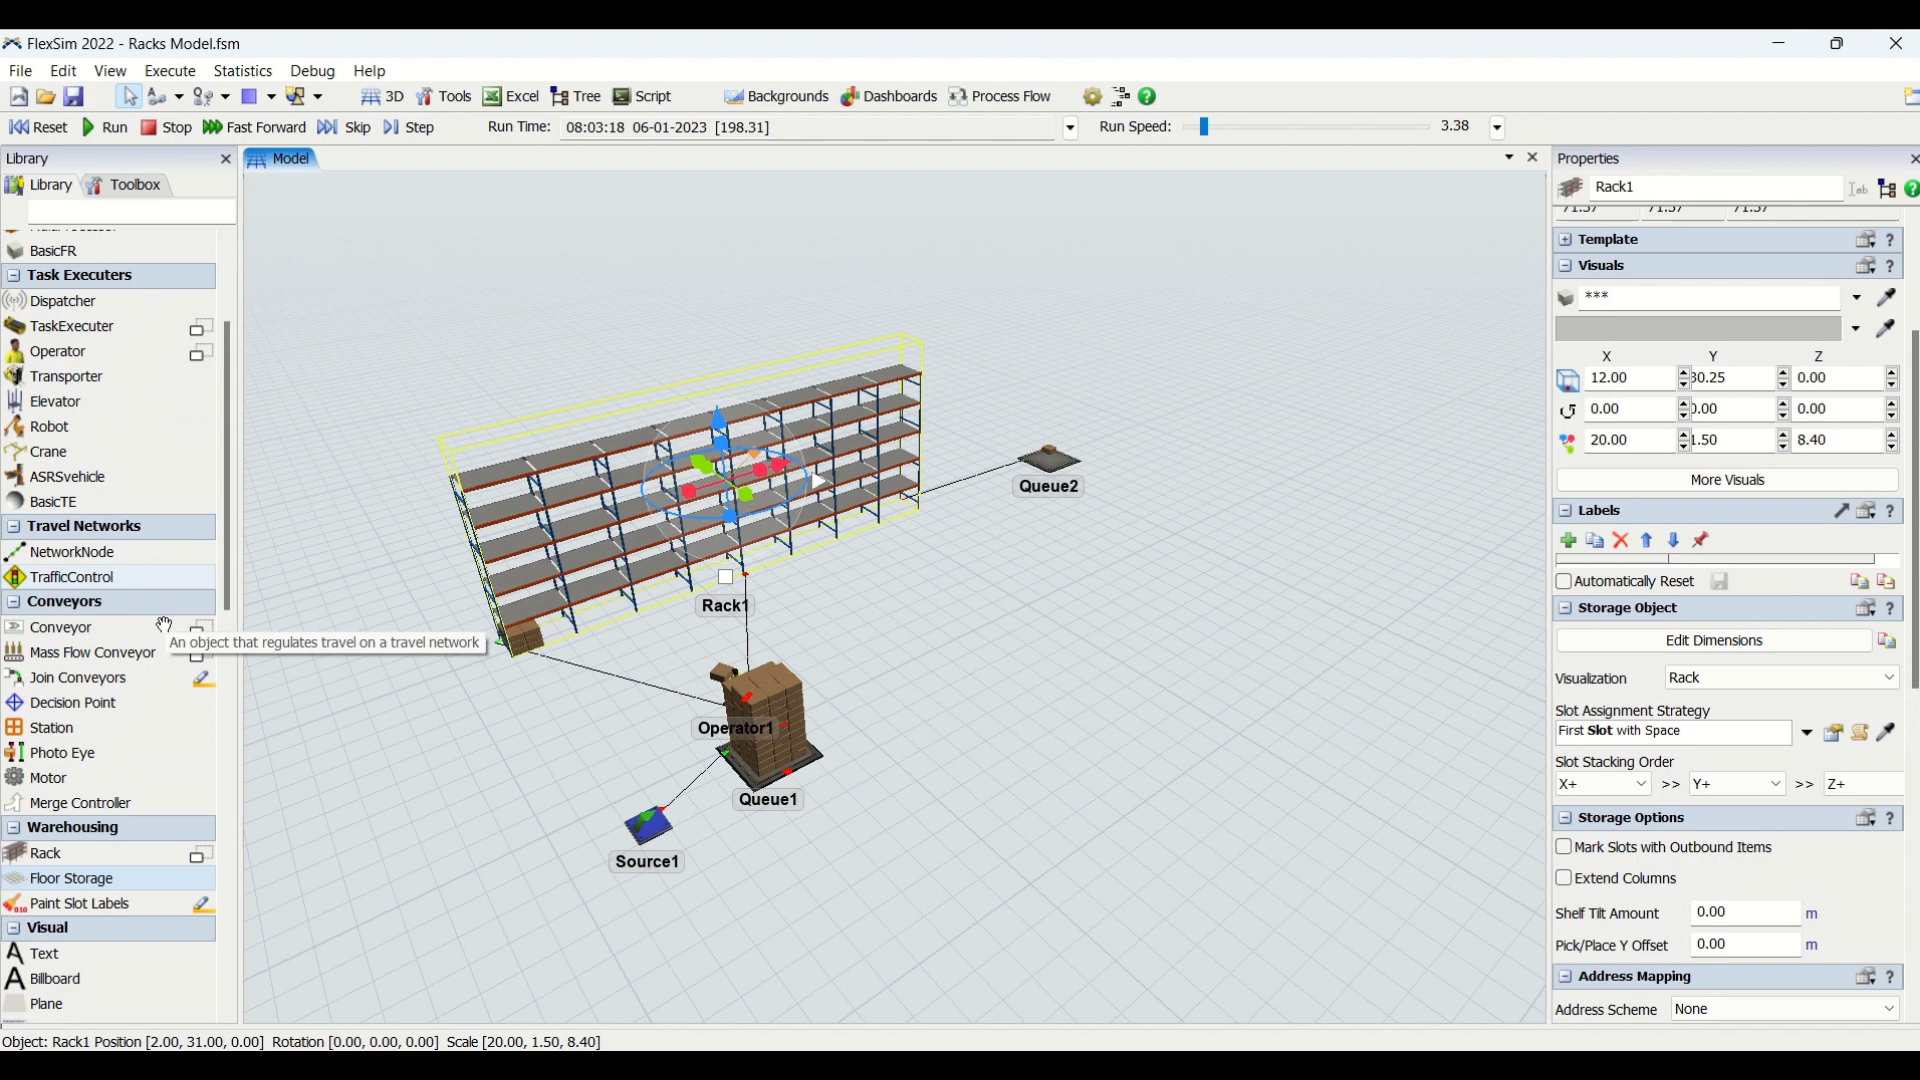 FlexSim 2022 - Racks Model.fsm
File Edit View Execute Statistics Debug Help
3D Tools Excel Tree Script Backgrounds Dashboards Process Flow
Reset Run Stop Fast Forward Skip Step Run Time: 08:03:18 06-01-2023 [198.31] Run Speed: 3.38
Library
Library Toolbox
BasicFR
Task Executers
Dispatcher
TaskExecuter
Operator
Transporter
Elevator
Robot
Crane
ASRSvehicle
BasicTE
Travel Networks
NetworkNode
TrafficControl
Conveyors
Conveyor
Mass Flow Conveyor
Join Conveyors
Decision Point
Station
Photo Eye
Motor
Merge Controller
Warehousing
Rack
Floor Storage
Paint Slot Labels
Visual
Text
Billboard
Plane
An object that regulates travel on a travel network
Model
Queue2
Rack1
Operator1
Queue1
Source1
Properties
Rack1
Template
Visuals
***
X Y Z
12.00 30.25 0.00
0.00 0.00 0.00
20.00 1.50 8.40
More Visuals
Labels
Automatically Reset
Storage Object
Edit Dimensions
Visualization Rack
Slot Assignment Strategy
First Slot with Space
Slot Stacking Order
X+ >> Y+ >> Z+
Storage Options
Mark Slots with Outbound Items
Extend Columns
Shelf Tilt Amount 0.00 m
Pick/Place Y Offset 0.00 m
Address Mapping
Address Scheme None
Object: Rack1 Position [2.00, 31.00, 0.00] Rotation [0.00, 0.00, 0.00] Scale [20.00, 1.50, 8.40]